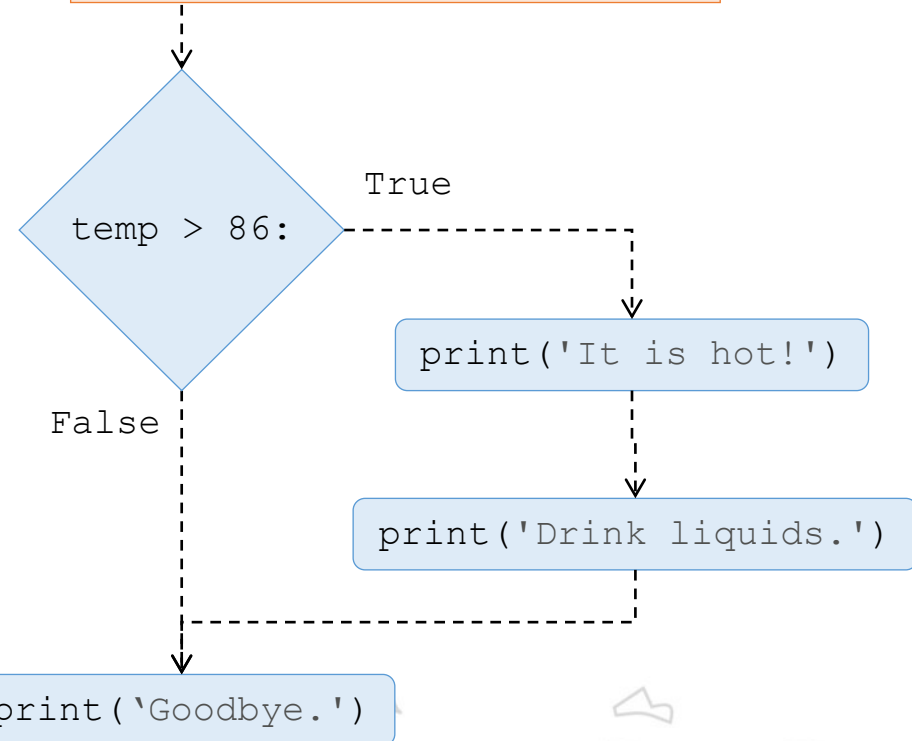 True
temp > 86:
print('It is hot!')
False
print('Drink liquids.')
print(‛Goodbye.')